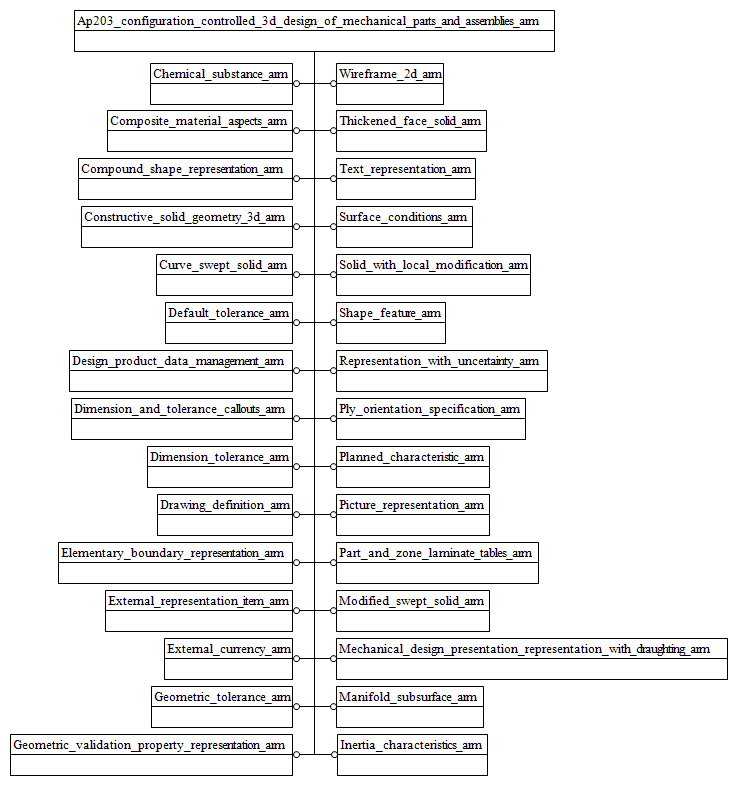 Ap203_configuration_controlled_3d_design_of_mechanical_parts_and_assemblies_arm
Chemical_substance_arm
Wireframe_2d_arm
Composite_material_aspects_arm
Thickened_face_solid_arm
Compound_shape_representation_arm
Text_representation_arm
Constructive_solid_geometry_3d_arm
Surface_conditions_arm
Curve_swept_solid_arm
Solid_with_local_modification_arm
Default_tolerance_arm
Shape_feature_arm
Design_product_data_management_arm
Representation_with_uncertainty_arm
Dimension_and_tolerance_callouts_arm
Ply_orientation_specification_arm
Dimension_tolerance_arm
Planned_characteristic_arm
Drawing_definition_arm
Picture_representation_arm
Elementary_boundary_representation_arm
Part_and_zone_laminate_tables_arm
External_representation_item_arm
Modified_swept_solid_arm
External_currency_arm
Mechanical_design_presentation_representation_with_draughting_arm
Geometric_tolerance_arm
Manifold_subsurface_arm
Geometric_validation_property_representation_arm
Inertia_characteristics_arm